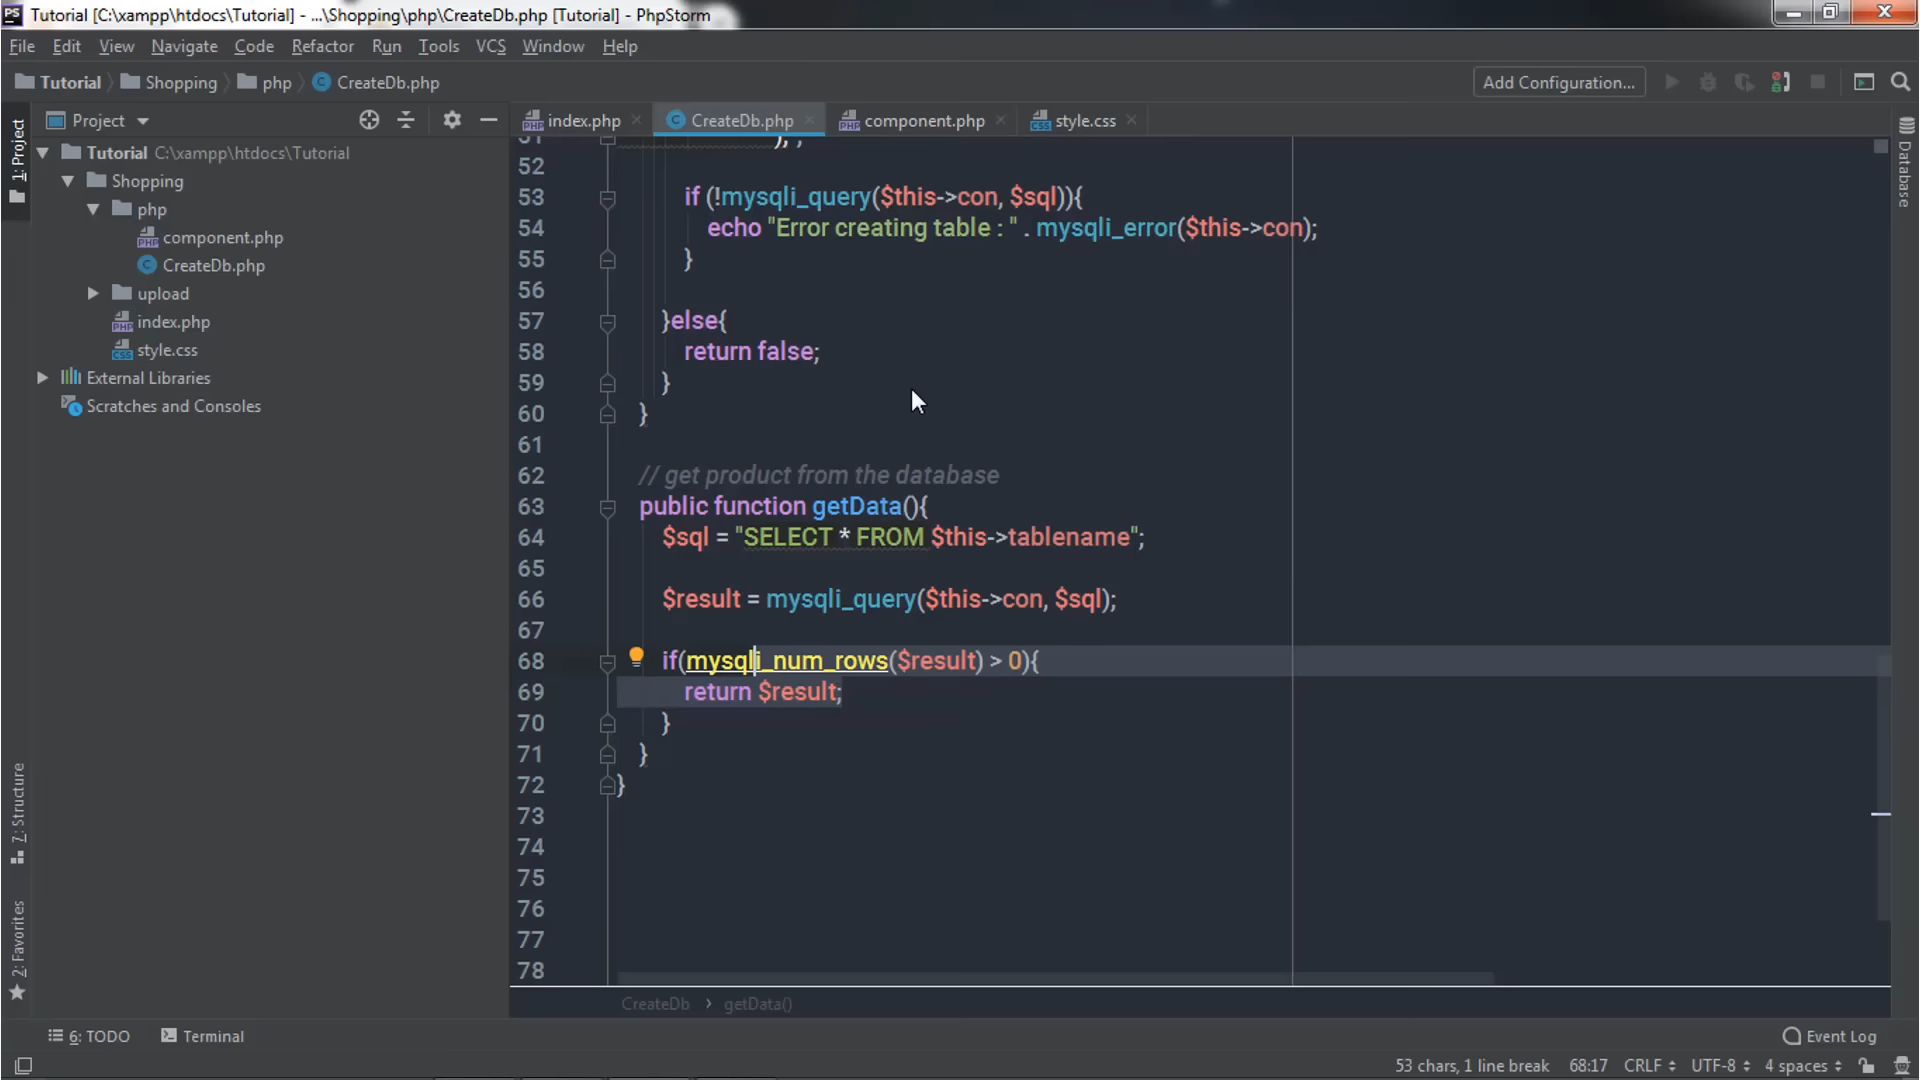 Tutorial [C:\xampp\htdocs\Tutorial] - ...\Shopping\php\CreateDb.php [Tutorial] - PhpStorm
File Edit View Navigate Code Refactor Run Tools VCS Window Help
Tutorial Shopping php CreateDb.php Add Configuration...
Project
index.php CreateDb.php component.php style.css
1: Project
Tutorial C:\xampp\htdocs\Tutorial
Shopping
php
component.php
CreateDb.php
upload
index.php
style.css
External Libraries
Scratches and Consoles
7: Structure
2: Favorites
Database
52
53 if (!mysqli_query($this->con, $sql)){
54 echo "Error creating table : " . mysqli_error($this->con);
55 }
56
57 }else{
58 return false;
59 }
60 }
61
62 // get product from the database
63 public function getData(){
64 $sql = "SELECT * FROM $this->tablename";
65
66 $result = mysqli_query($this->con, $sql);
67
68 if(mysqli_num_rows($result) > 0){
69 return $result;
70 }
71 }
72 }
73
74
75
76
77
78
CreateDb › getData()
6: TODO Terminal Event Log
53 chars, 1 line break 68:17 CRLF UTF-8 4 spaces